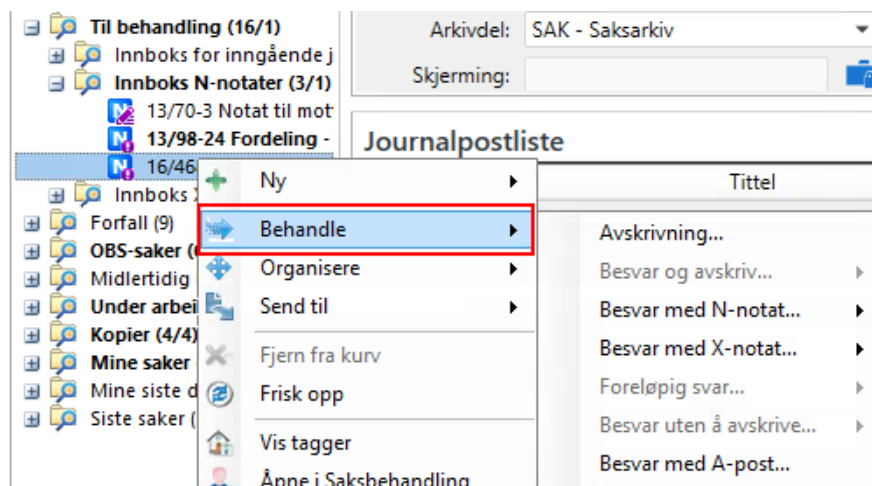 Til behandling (16/1)
Innboks for inngående j
Innboks N-notater (3/1)
13/70-3 Notat til mot
13/98-24 Fordeling -
16/46
Innboks
Forfall (9)
OBS-saker (
Midlertidig
Under arbei
Kopier (4/4)
Mine saker
Mine siste d
Siste saker (
Arkivdel: SAK - Saksarkiv
Skjerming:
Journalpostliste
Tittel
Ny
Behandle
Organisere
Send til
Fjern fra kurv
Frisk opp
Vis tagger
Åpne i Saksbehandling
Avskrivning...
Besvar og avskriv...
Besvar med N-notat...
Besvar med X-notat...
Foreløpig svar...
Besvar uten å avskrive...
Besvar med A-post...